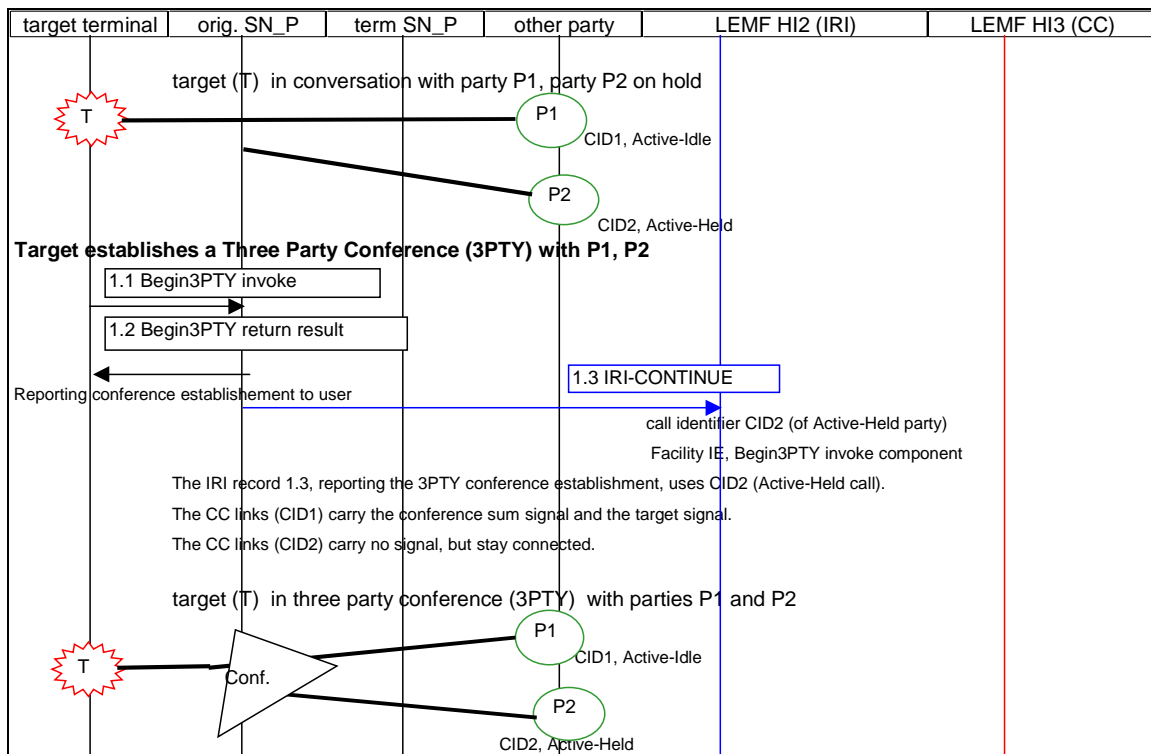 target terminal orig. SN_P term SN_P other party LEMF HI2 (IRI) LEMF HI3 (CC)
target (T) in conversation with party P1, party P2 on hold
T
P1
CID1, Active-Idle
P2
CID2, Active-Held
Target establishes a Three Party Conference (3PTY) with P1, P2
1.1 Begin3PTY invoke
1.2 Begin3PTY return result
1.3 IRI-CONTINUE
Reporting conference establishement to user
call identifier CID2 (of Active-Held party)
Facility IE, Begin3PTY invoke component
The IRI record 1.3, reporting the 3PTY conference establishment, uses CID2 (Active-Held call).
The CC links (CID1) carry the conference sum signal and the target signal.
The CC links (CID2) carry no signal, but stay connected.
target (T) in three party conference (3PTY) with parties P1 and P2
P1
CID1, Active-Idle
T
Conf.
P2
CID2, Active-Held